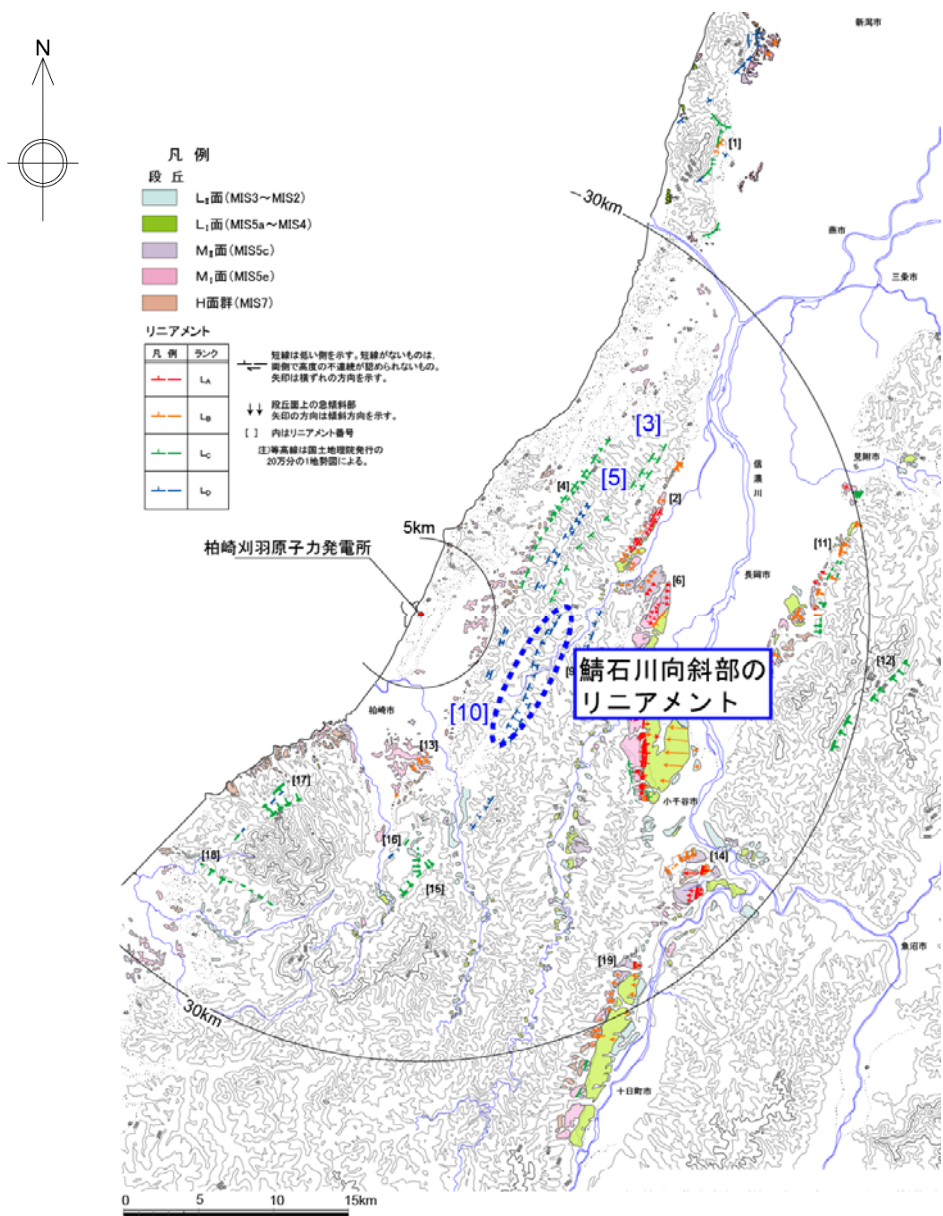 N
新潟市
凡 例
段 丘
LⅡ面(MIS3～MIS2)
LⅠ面(MIS5a～MIS4)
MⅡ面(MIS5c)
MⅠ面(MIS5e)
H面群(MIS7)
リニアメント
凡 例
ランク
LA
LB
LC
LD
短線は低い側を示す。短線がないものは、
両側で高度の不連続が認められないもの。
矢印は横ずれの方向を示す。
段丘面上の急傾斜部
矢印の方向は傾斜方向を示す。
[ ] 内はリニアメント番号
注)等高線は国土地理院発行の
20万分の1地勢図による。
[1]
30km
燕市
三条市
[3]
見附市
[5]
[4]
信濃川
[2]
5km
柏崎刈羽原子力発電所
[11]
長岡市
[6]
鯖石川向斜部の
リニアメント
[12]
[10]
柏崎市
[13]
[17]
小千谷市
[16]
[14]
[18]
[15]
魚沼市
[19]
30km
十日町市
0 5 10 15km